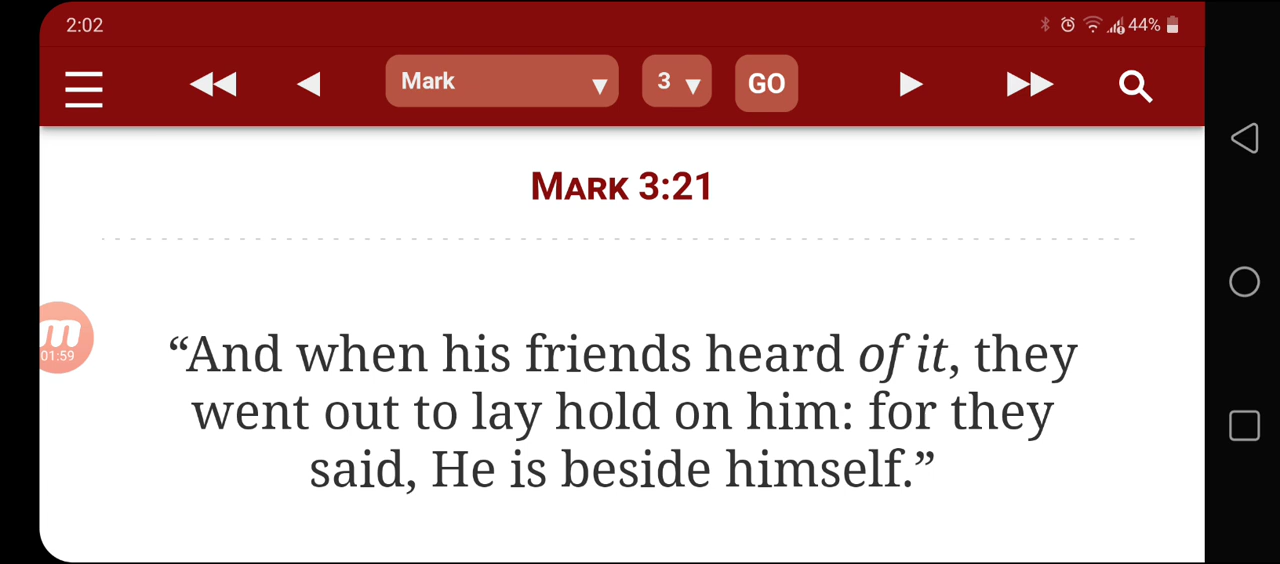 2:02
44%
Mark
3
GO
MARK 3:21
m
01:59
“And when his friends heard of it, they
went out to lay hold on him: for they
said, He is beside himself.”